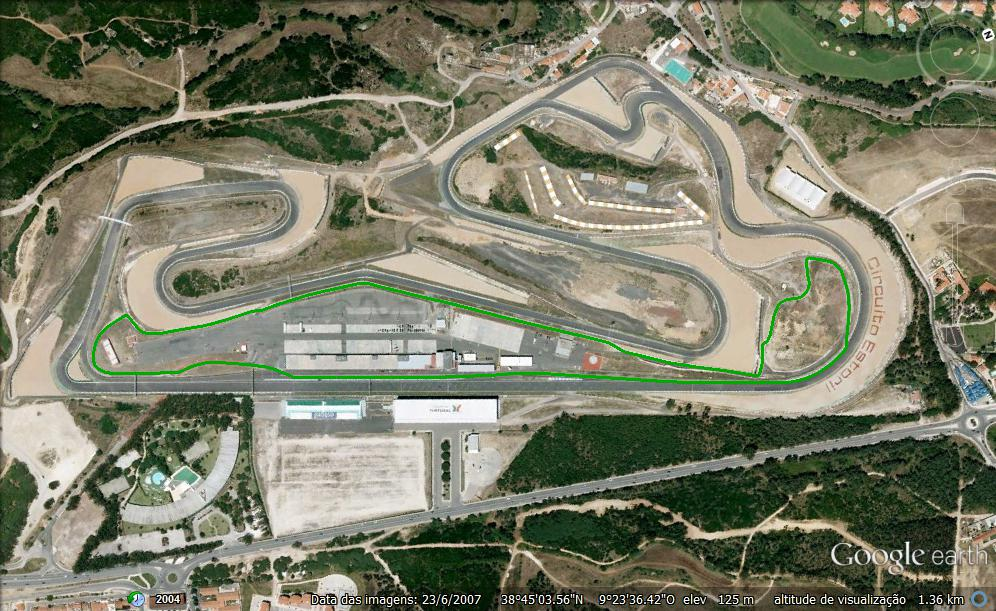 Circuito Estoril
Google earth
2004
Data das imagens: 23/6/2007 38°45'03.56"N 9°23'36.42"O elev 125 m altitude de visualização 1.36 km
N